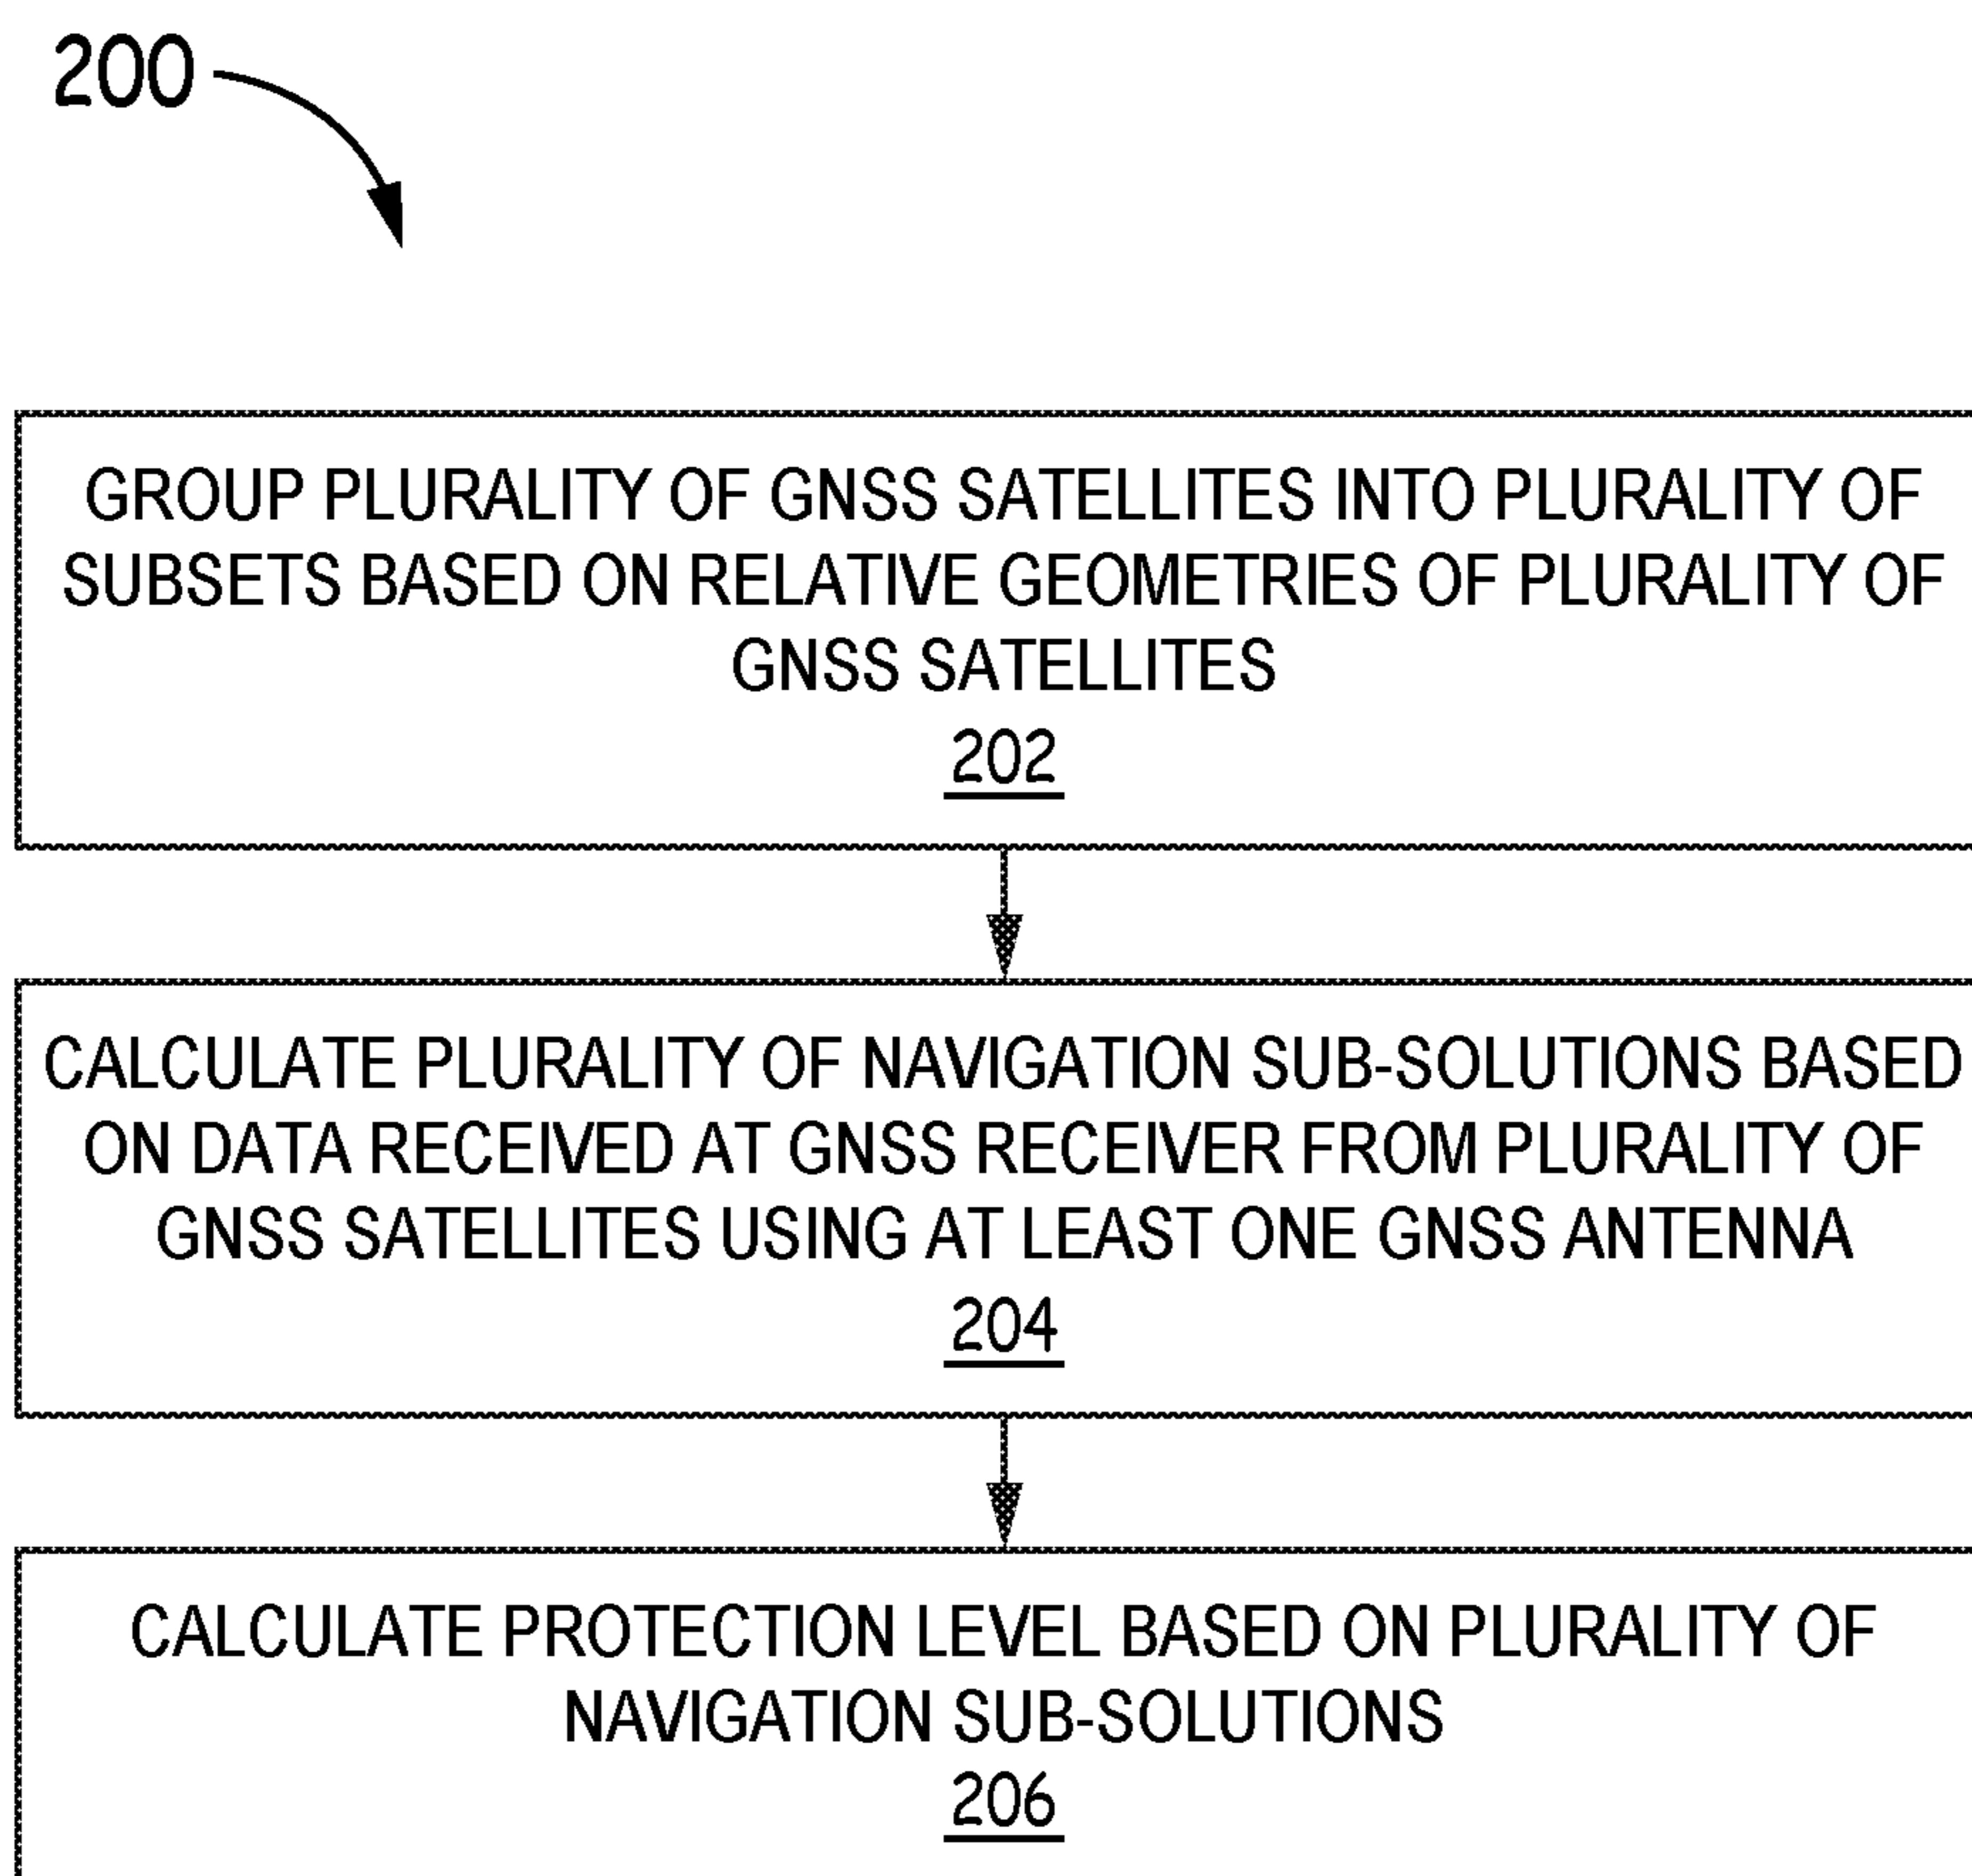 200
GROUP PLURALITY OF GNSS SATELLITES INTO PLURALITY OF
SUBSETS BASED ON RELATIVE GEOMETRIES OF PLURALITY OF
GNSS SATELLITES
202
CALCULATE PLURALITY OF NAVIGATION SUB-SOLUTIONS BASED
ON DATA RECEIVED AT GNSS RECEIVER FROM PLURALITY OF
GNSS SATELLITES USING AT LEAST ONE GNSS ANTENNA
204
CALCULATE PROTECTION LEVEL BASED ON PLURALITY OF
NAVIGATION SUB-SOLUTIONS
206